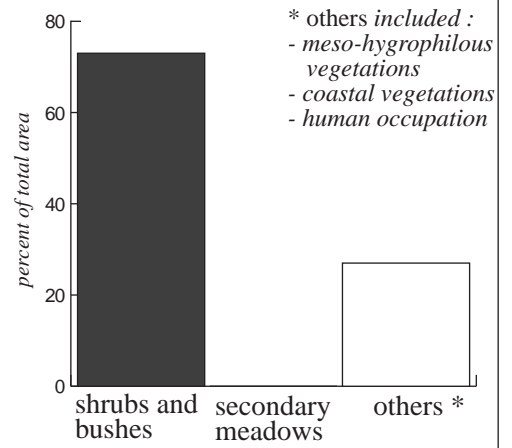 * others included :
- meso-hygrophilous
vegetations
- coastal vegetations
- human occupation
80
60
40
20
0
percent of total area
shrubs and
bushes
secondary
meadows
others *